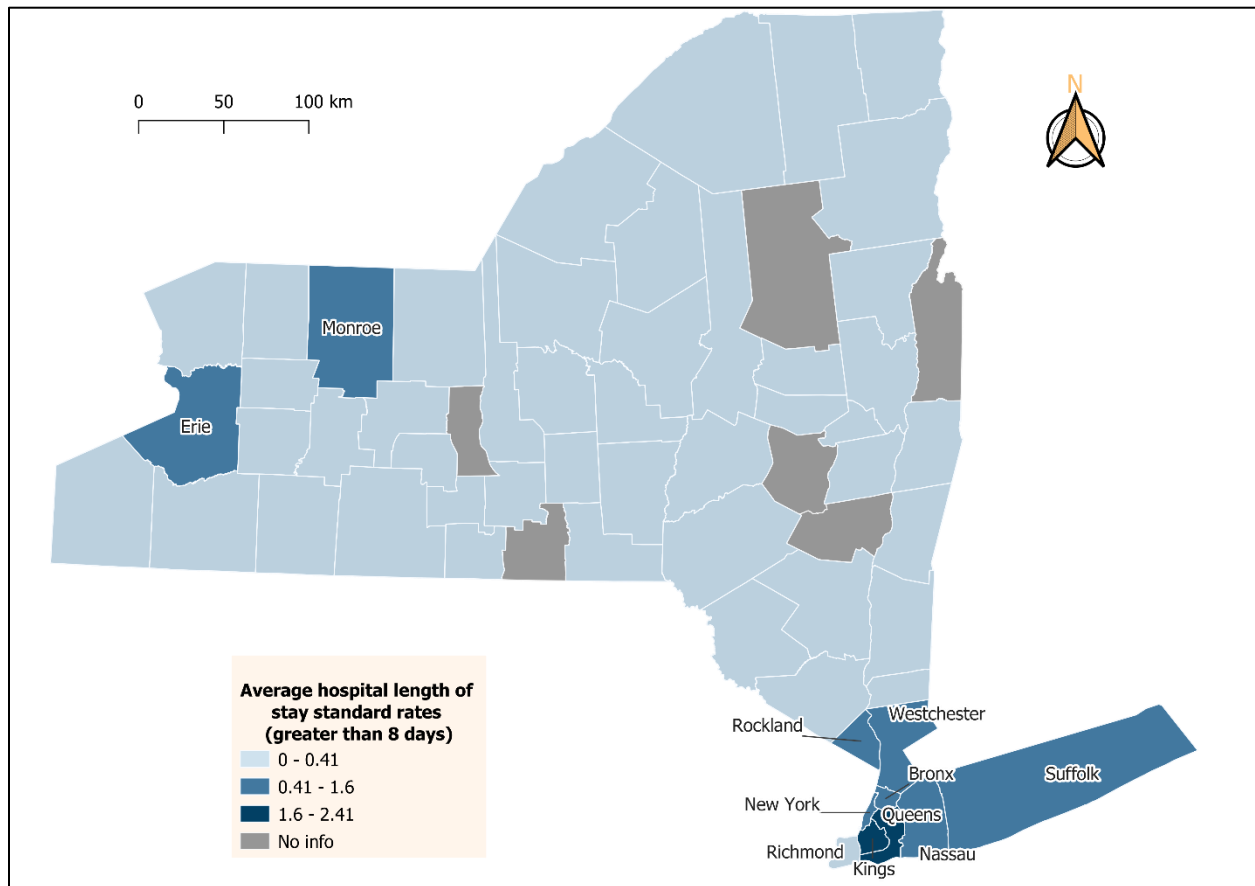 N
0 50 100 km
Monroe
Erie
Average hospital length of
stay standard rates
(greater than 8 days)
0 - 0.41
0.41 - 1.6
1.6 - 2.41
No info
Rockland
Westchester
Bronx
Suffolk
New York
Queens
Richmond
Nassau
Kings